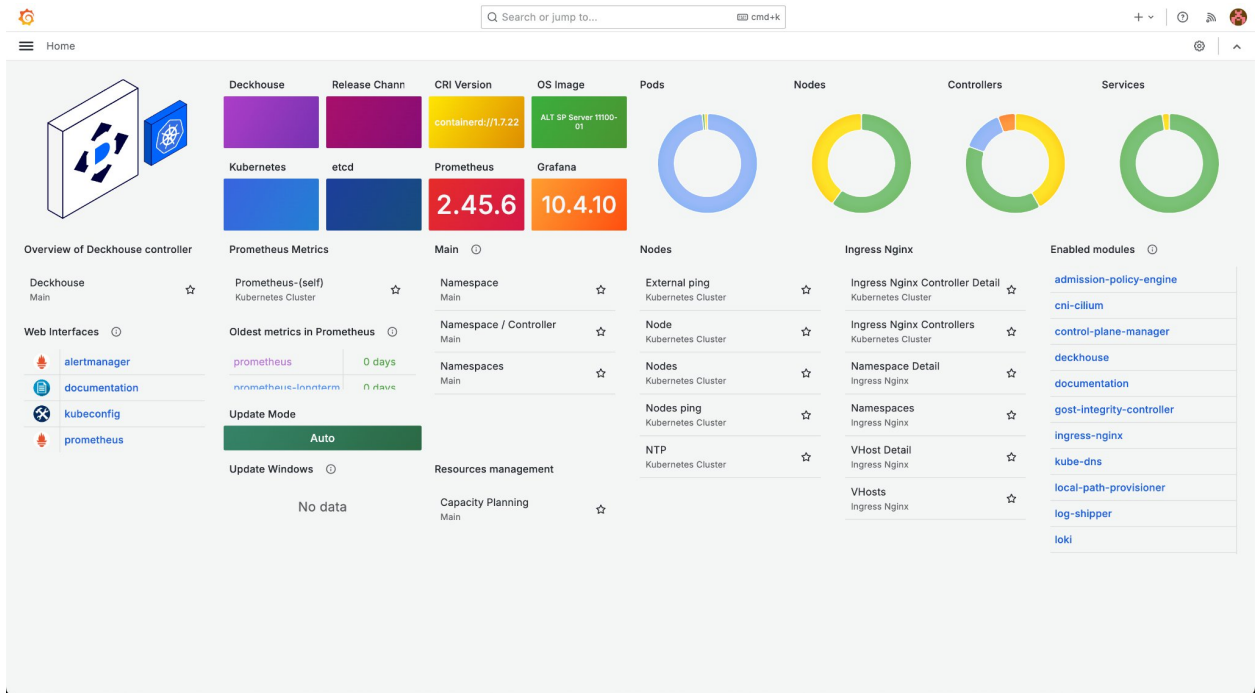 Search or jump to...
cmd+k
Home
Deckhouse
Release Chann
CRI Version
OS Image
Pods
Nodes
Controllers
Services
containerd://1.7.22
ALT SP Server 11100-
01
Kubernetes
etcd
Prometheus
Grafana
2.45.6
10.4.10
Overview of Deckhouse controller
Deckhouse
Main
Web Interfaces
alertmanager
documentation
kubeconfig
prometheus
Prometheus Metrics
Prometheus-(self)
Kubernetes Cluster
Oldest metrics in Prometheus
prometheus 0 days
prometheus-longterm 0 days
Update Mode
Auto
Update Windows
No data
Main
Namespace
Main
Namespace / Controller
Main
Namespaces
Main
Resources management
Capacity Planning
Main
Nodes
External ping
Kubernetes Cluster
Node
Kubernetes Cluster
Nodes
Kubernetes Cluster
Nodes ping
Kubernetes Cluster
NTP
Kubernetes Cluster
Ingress Nginx
Ingress Nginx Controller Detail
Kubernetes Cluster
Ingress Nginx Controllers
Kubernetes Cluster
Namespace Detail
Ingress Nginx
Namespaces
Ingress Nginx
VHost Detail
Ingress Nginx
VHosts
Ingress Nginx
Enabled modules
admission-policy-engine
cni-cilium
control-plane-manager
deckhouse
documentation
gost-integrity-controller
ingress-nginx
kube-dns
local-path-provisioner
log-shipper
loki